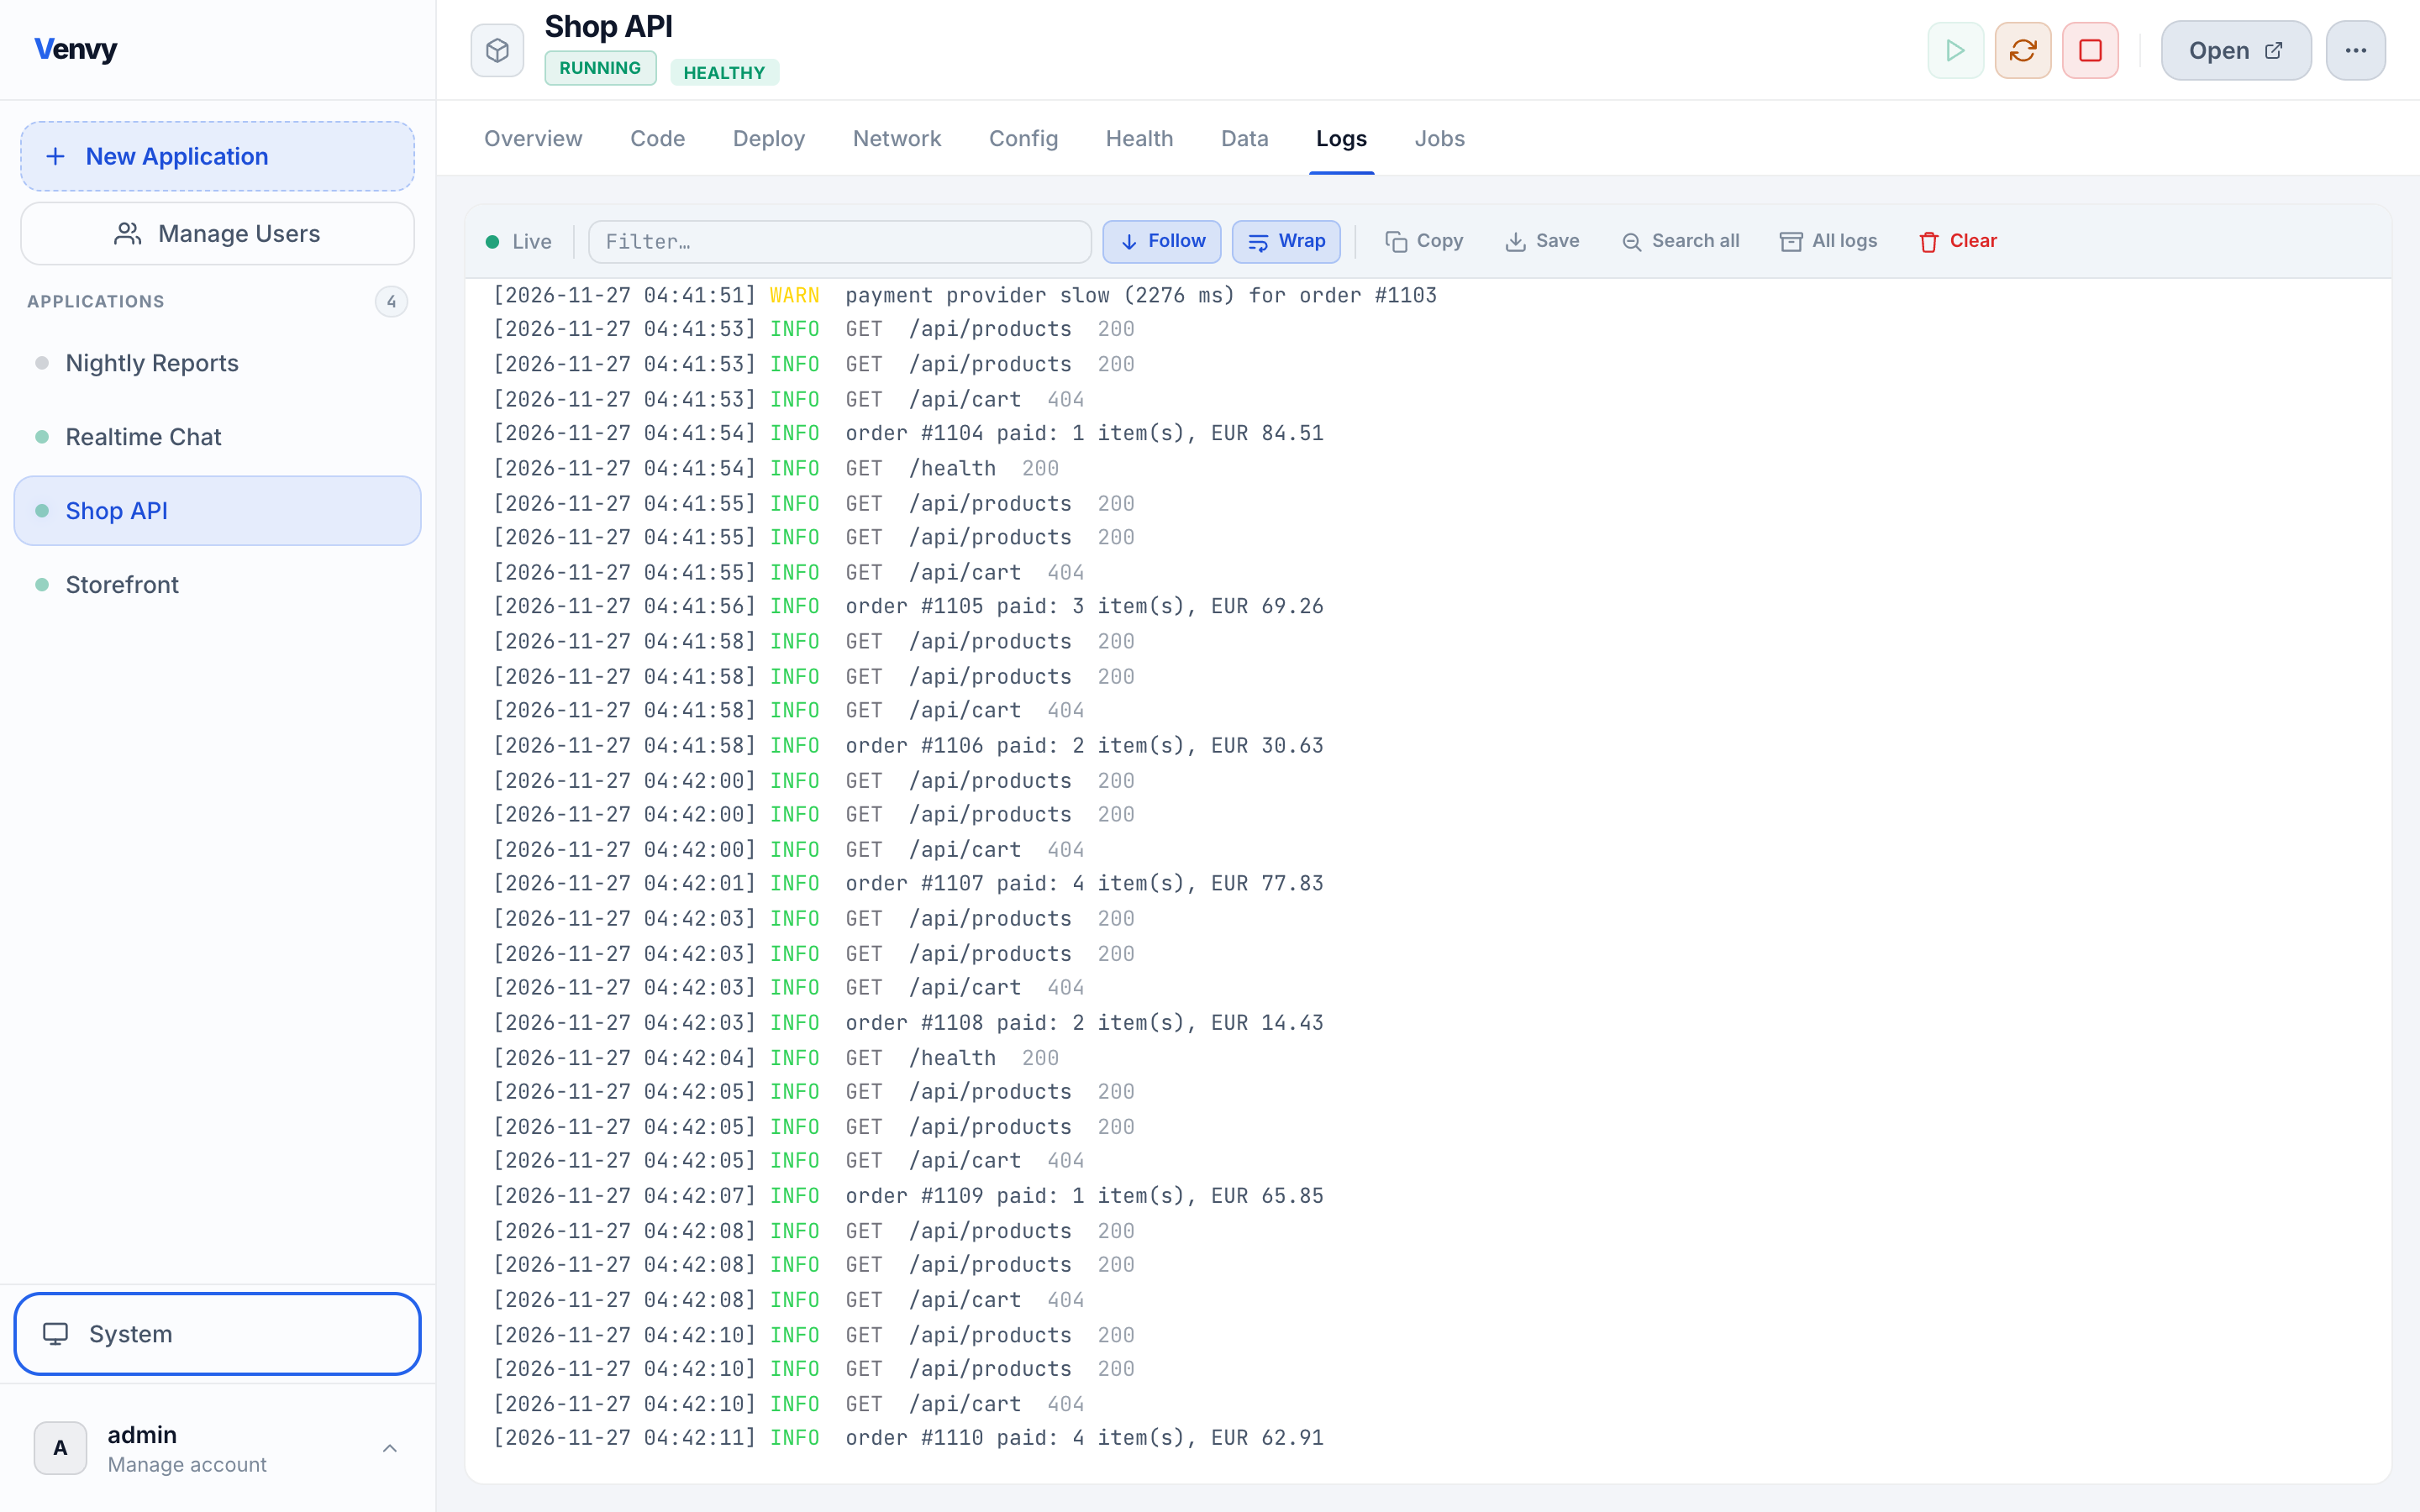 Venvy
New Application
Manage Users
APPLICATIONS 4
Nightly Reports
Realtime Chat
Shop API
Storefront
System
A
admin
Manage account
Shop API
RUNNING HEALTHY
Open
Overview Code Deploy Network Config Health Data Logs Jobs
Live Filter… Follow Wrap Copy Save Search all All logs Clear
[2026-11-27 04:41:51] WARN payment provider slow (2276 ms) for order #1103
[2026-11-27 04:41:53] INFO GET /api/products 200
[2026-11-27 04:41:53] INFO GET /api/products 200
[2026-11-27 04:41:53] INFO GET /api/cart 404
[2026-11-27 04:41:54] INFO order #1104 paid: 1 item(s), EUR 84.51
[2026-11-27 04:41:54] INFO GET /health 200
[2026-11-27 04:41:55] INFO GET /api/products 200
[2026-11-27 04:41:55] INFO GET /api/products 200
[2026-11-27 04:41:55] INFO GET /api/cart 404
[2026-11-27 04:41:56] INFO order #1105 paid: 3 item(s), EUR 69.26
[2026-11-27 04:41:58] INFO GET /api/products 200
[2026-11-27 04:41:58] INFO GET /api/products 200
[2026-11-27 04:41:58] INFO GET /api/cart 404
[2026-11-27 04:41:58] INFO order #1106 paid: 2 item(s), EUR 30.63
[2026-11-27 04:42:00] INFO GET /api/products 200
[2026-11-27 04:42:00] INFO GET /api/products 200
[2026-11-27 04:42:00] INFO GET /api/cart 404
[2026-11-27 04:42:01] INFO order #1107 paid: 4 item(s), EUR 77.83
[2026-11-27 04:42:03] INFO GET /api/products 200
[2026-11-27 04:42:03] INFO GET /api/products 200
[2026-11-27 04:42:03] INFO GET /api/cart 404
[2026-11-27 04:42:03] INFO order #1108 paid: 2 item(s), EUR 14.43
[2026-11-27 04:42:04] INFO GET /health 200
[2026-11-27 04:42:05] INFO GET /api/products 200
[2026-11-27 04:42:05] INFO GET /api/products 200
[2026-11-27 04:42:05] INFO GET /api/cart 404
[2026-11-27 04:42:07] INFO order #1109 paid: 1 item(s), EUR 65.85
[2026-11-27 04:42:08] INFO GET /api/products 200
[2026-11-27 04:42:08] INFO GET /api/products 200
[2026-11-27 04:42:08] INFO GET /api/cart 404
[2026-11-27 04:42:10] INFO GET /api/products 200
[2026-11-27 04:42:10] INFO GET /api/products 200
[2026-11-27 04:42:10] INFO GET /api/cart 404
[2026-11-27 04:42:11] INFO order #1110 paid: 4 item(s), EUR 62.91